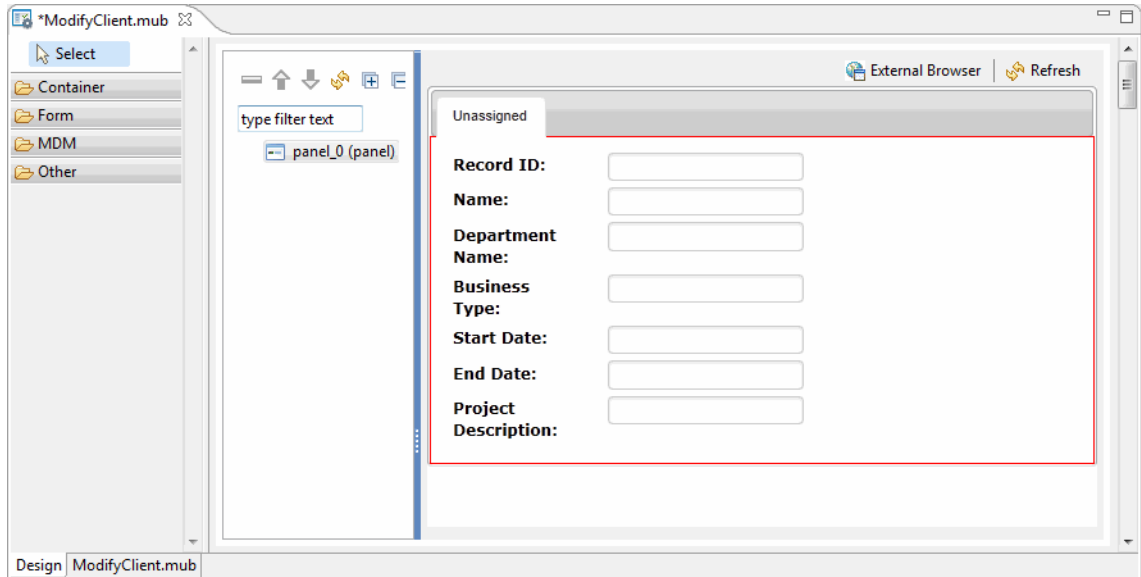 *ModifyClient.mub
Select
Container
Form
MDM
Other
type filter text
panel_0 (panel)
External Browser
Refresh
Unassigned
Record ID:
Name:
Department
Name:
Business
Type:
Start Date:
End Date:
Project
Description:
Design
ModifyClient.mub